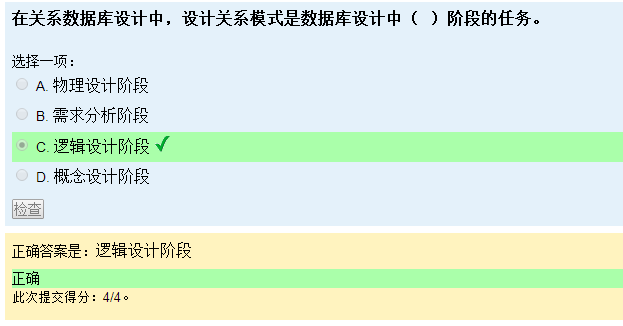 在关系数据库设计中，设计关系模式是数据库设计中（ ）阶段的任务。
选择一项：
A. 物理设计阶段
B. 需求分析阶段
C. 逻辑设计阶段
D. 概念设计阶段
检查
正确答案是：逻辑设计阶段
正确
此次提交得分：4/4。